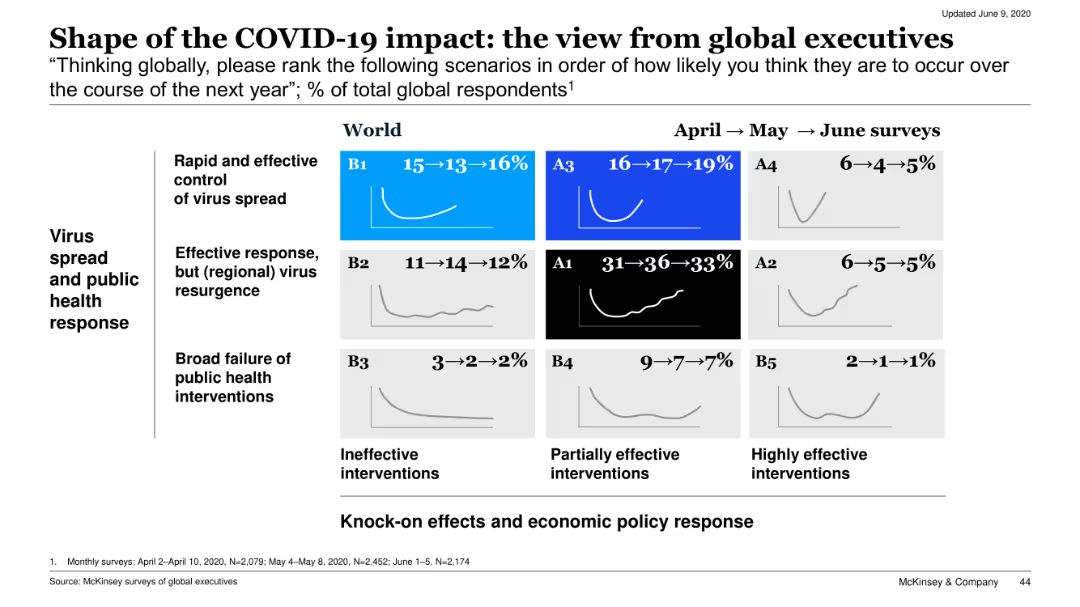 Updated June 9, 2020
Shape of the COVID-19 impact: the view from global executives
“Thinking globally, please rank the following scenarios in order of how likely you think they are to occur over
the course of the next year”; % of total global respondents1
World
April → May → June surveys
Virus
spread
and public
health
response
Rapid and effective
control
of virus spread
B1 15→13→16%
A3 16→17→19%
A4 6→4→5%
Effective response,
but (regional) virus
resurgence
B2 11→14→12%
A1 31→36→33%
A2 6→5→5%
Broad failure of
public health
interventions
B3 3→2→2%
B4 9→7→7%
B5 2→1→1%
Ineffective
interventions
Partially effective
interventions
Highly effective
interventions
Knock-on effects and economic policy response
1. Monthly surveys: April 2–April 10, 2020, N=2,079; May 4–May 8, 2020, N=2,452; June 1–5, N=2,174
Source: McKinsey surveys of global executives
McKinsey & Company 44